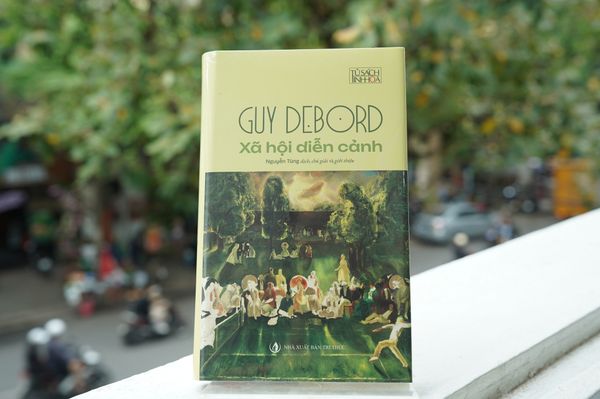 TỦ SÁCH
TINH HOA
GUY DEBORD
Xã hội diễn cảnh
Nguyễn Tùng dịch, chú giải và giới thiệu
NHÀ XUẤT BẢN TRI THỨC